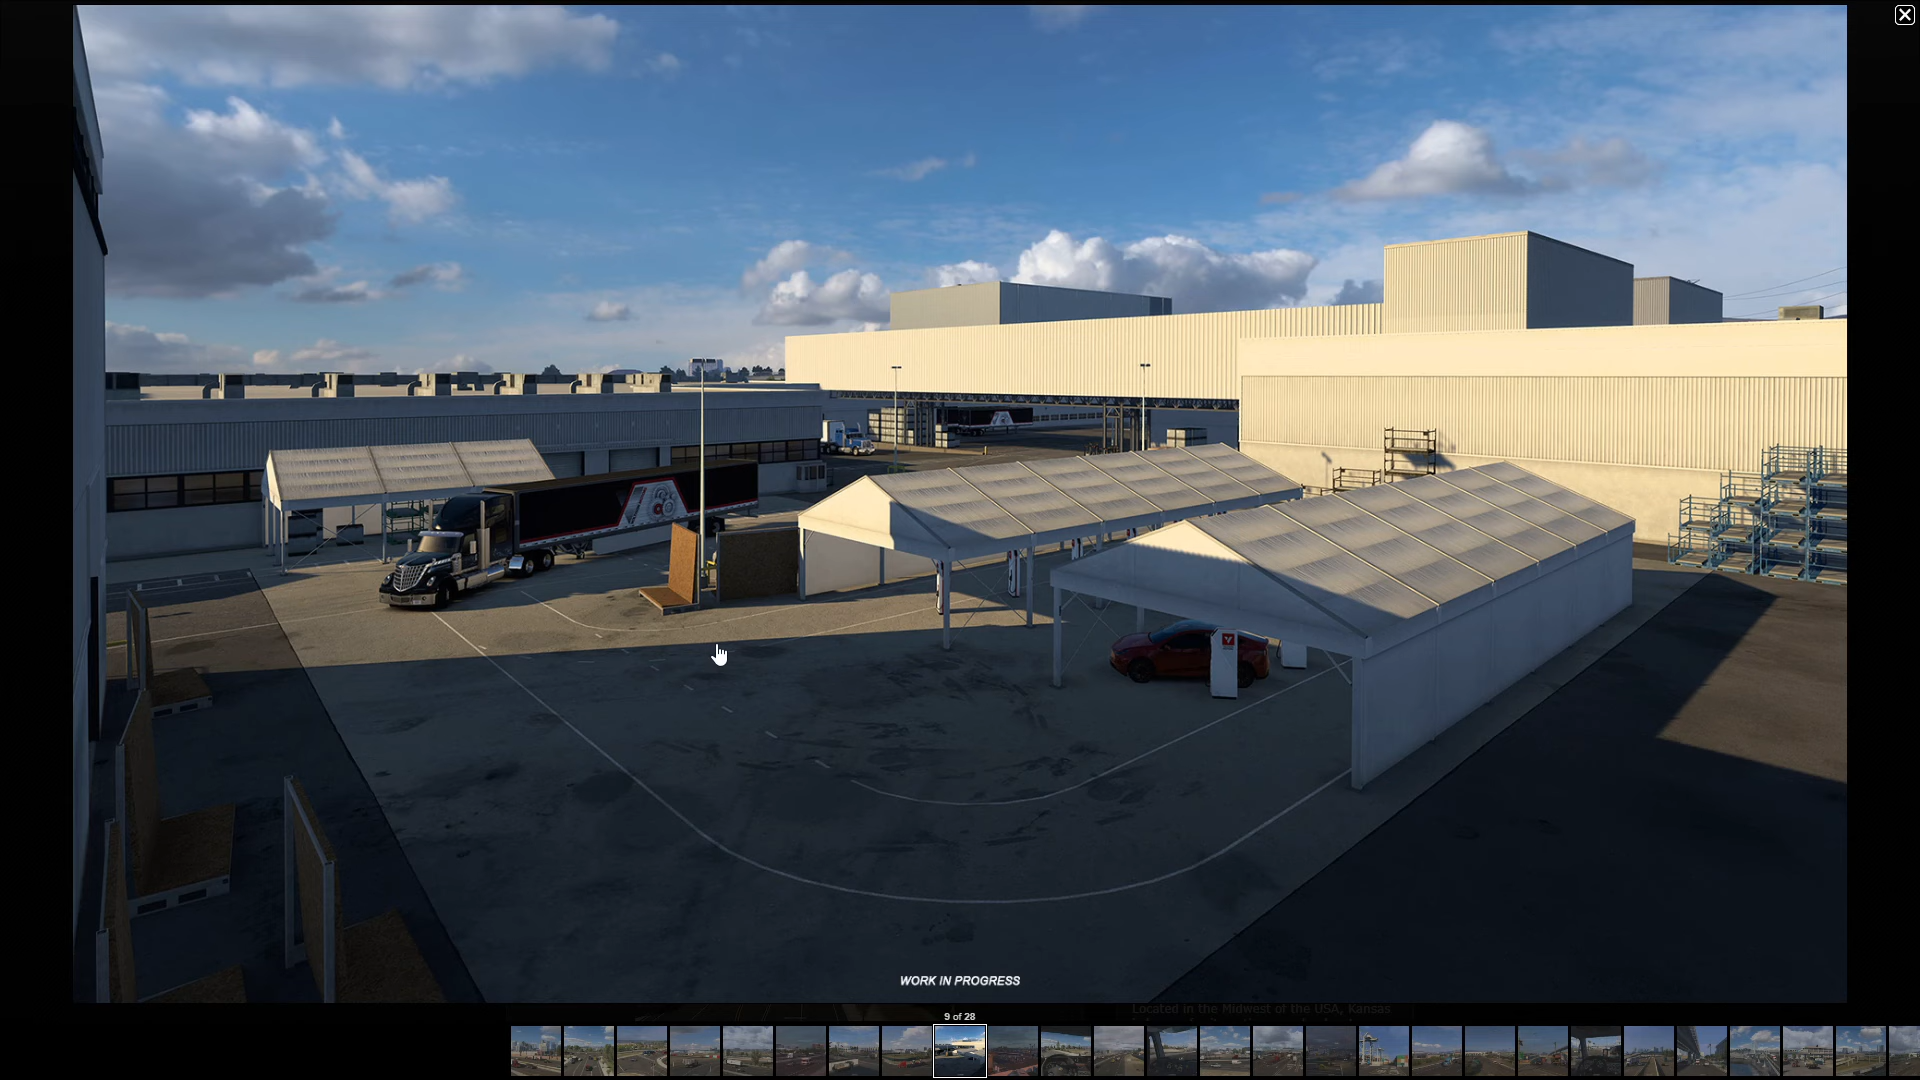 WORK IN PROGRESS
9 of 28
Located in the Midwest of the USA, Kansas